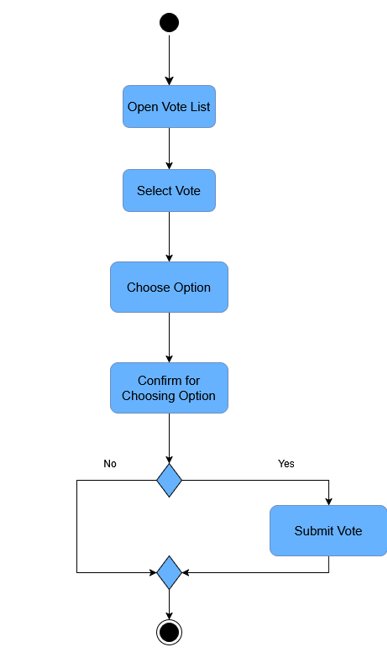 Open Vote List
Select Vote
Choose Option
Confirm for
Choosing Option
No
Yes
Submit Vote